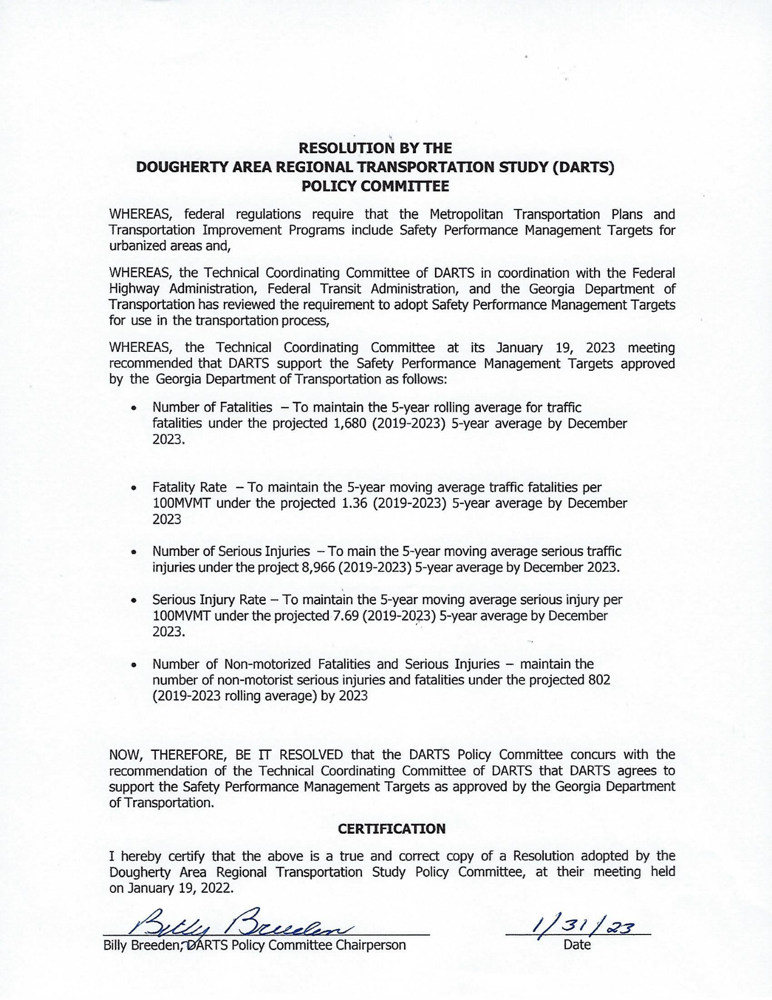 RESOLUTION BY THE
DOUGHERTY AREA REGIONAL TRANSPORTATION STUDY (DARTS)
POLICY COMMITTEE
WHEREAS, federal regulations require that the Metropolitan Transportation Plans and
Transportation Improvement Programs include Safety Performance Management Targets for
urbanized areas and,
WHEREAS, the Technical Coordinating Committee of DARTS in coordination with the Federal
Highway Administration, Federal Transit Administration, and the Georgia Department of
Transportation has reviewed the requirement to adopt Safety Performance Management Targets
for use in the transportation process,
WHEREAS, the Technical Coordinating Committee at its January 19, 2023 meeting
recommended that DARTS support the Safety Performance Management Targets approved
by the Georgia Department of Transportation as follows:
• Number of Fatalities – To maintain the 5-year rolling average for traffic
fatalities under the projected 1,680 (2019-2023) 5-year average by December
2023.
• Fatality Rate – To maintain the 5-year moving average traffic fatalities per
100MVMT under the projected 1.36 (2019-2023) 5-year average by December
2023
• Number of Serious Injuries – To main the 5-year moving average serious traffic
injuries under the project 8,966 (2019-2023) 5-year average by December 2023.
• Serious Injury Rate – To maintain the 5-year moving average serious injury per
100MVMT under the projected 7.69 (2019-2023) 5-year average by December
2023.
• Number of Non-motorized Fatalities and Serious Injuries – maintain the
number of non-motorist serious injuries and fatalities under the projected 802
(2019-2023 rolling average) by 2023
NOW, THEREFORE, BE IT RESOLVED that the DARTS Policy Committee concurs with the
recommendation of the Technical Coordinating Committee of DARTS that DARTS agrees to
support the Safety Performance Management Targets as approved by the Georgia Department
of Transportation.
CERTIFICATION
I hereby certify that the above is a true and correct copy of a Resolution adopted by the
Dougherty Area Regional Transportation Study Policy Committee, at their meeting held
on January 19, 2022.
Billy Breeden 1/31/23
Billy Breeden, DARTS Policy Committee Chairperson Date